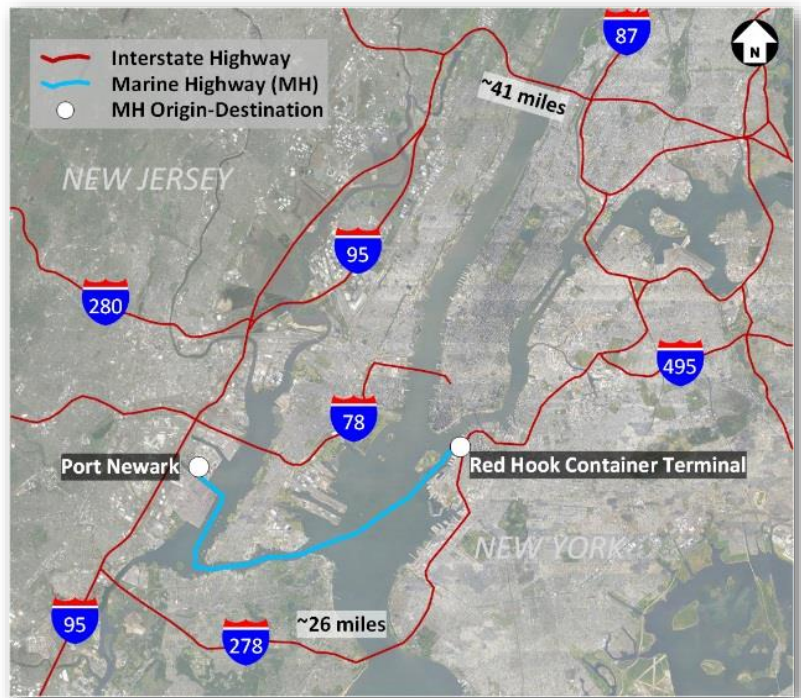 Interstate Highway
Marine Highway (MH)
MH Origin-Destination
87
N
~41 miles
NEW JERSEY
95
280
495
78
Port Newark
Red Hook Container Terminal
NEW YORK
95
~26 miles
278